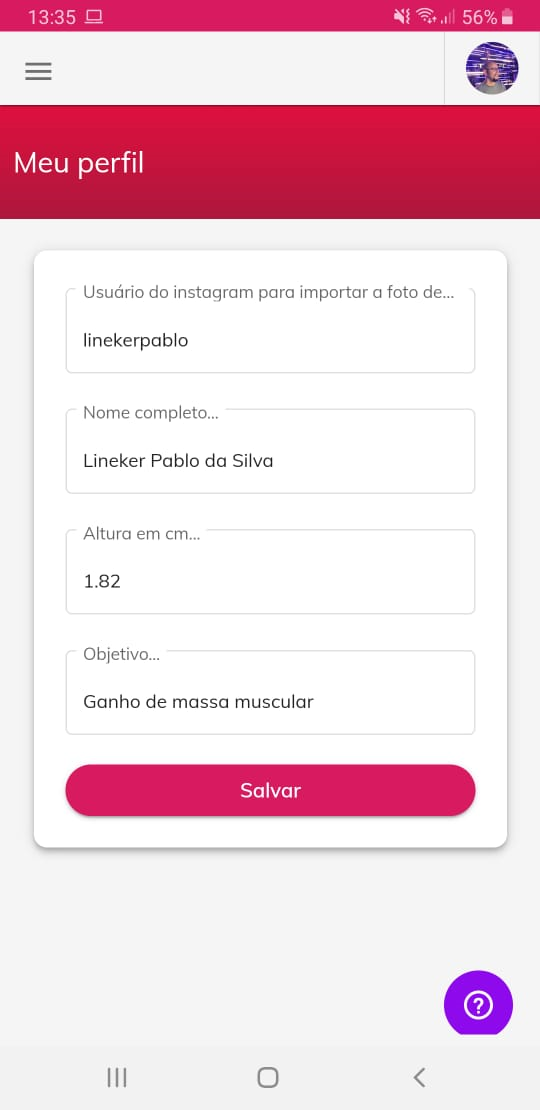 13:35 56%
Meu perfil
Usuário do instagram para importar a foto de...
linekerpablo
Nome completo...
Lineker Pablo da Silva
Altura em cm...
1.82
Objetivo...
Ganho de massa muscular
Salvar
?